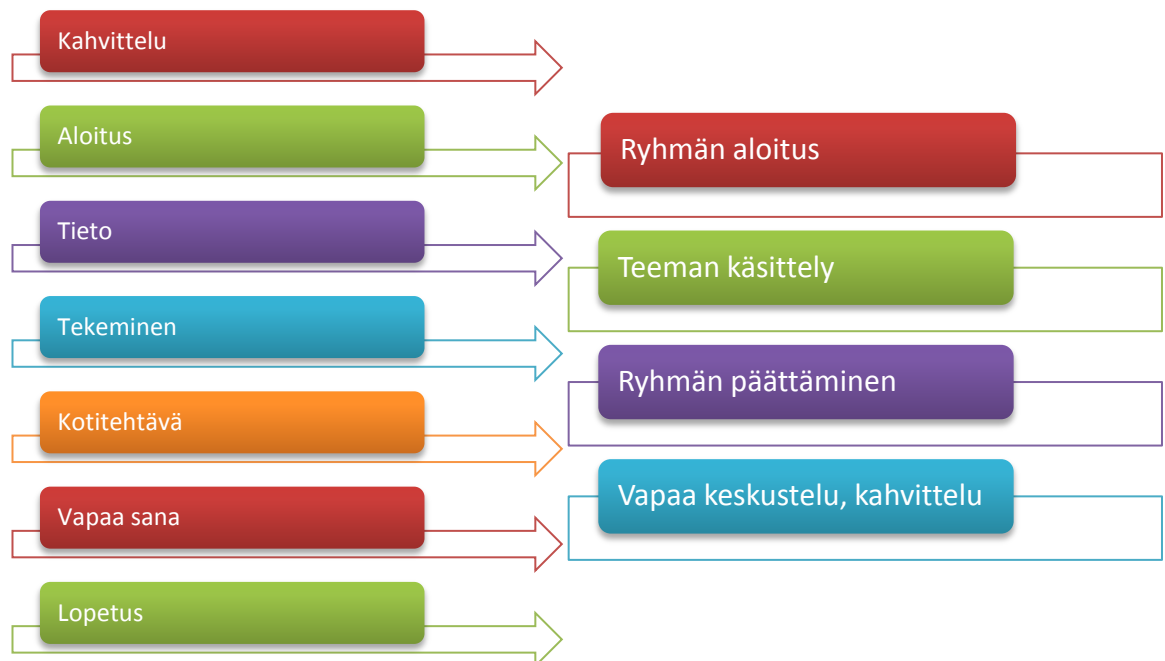 Kahvittelu
Aloitus
Tieto
Tekeminen
Kotitehtävä
Vapaa sana
Lopetus
Ryhmän aloitus
Teeman käsittely
Ryhmän päättäminen
Vapaa keskustelu, kahvittelu